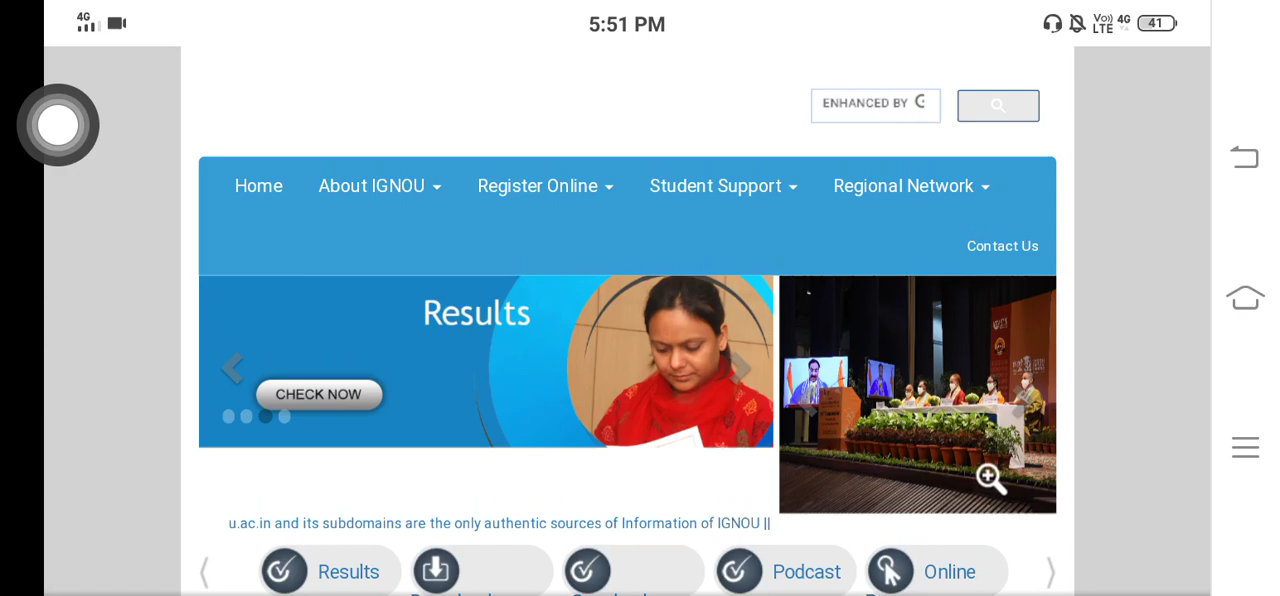 4G
5:51 PM
Vo))
LTE
4G
41
ENHANCED BY G
Home
About IGNOU
Register Online
Student Support
Regional Network
Contact Us
Results
CHECK NOW
u.ac.in and its subdomains are the only authentic sources of Information of IGNOU ||
Results
Podcast
Online